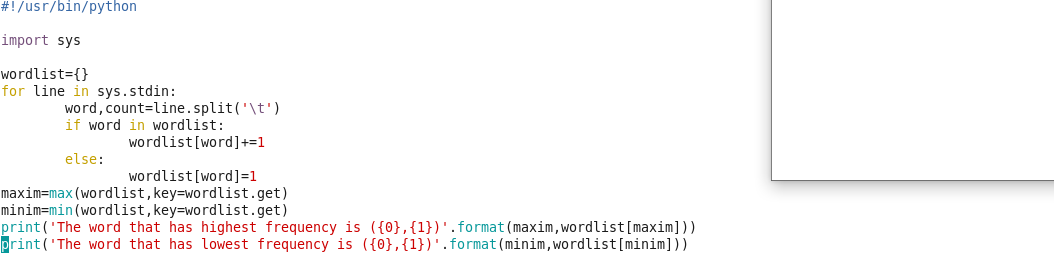 #!/usr/bin/python
import sys
wordlist={}
for line in sys.stdin:
        word,count=line.split('\t')
        if word in wordlist:
                wordlist[word]+=1
        else:
                wordlist[word]=1
maxim=max(wordlist,key=wordlist.get)
minim=min(wordlist,key=wordlist.get)
print('The word that has highest frequency is ({0},{1})'.format(maxim,wordlist[maxim]))
print('The word that has lowest frequency is ({0},{1})'.format(minim,wordlist[minim]))